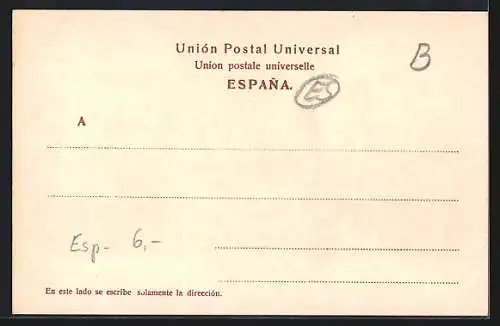 Unión Postal Universal
B
Union postale universelle
ESPAÑA.
ES
A
Esp- 6,-
En este lado se escribe solamente la dirección.